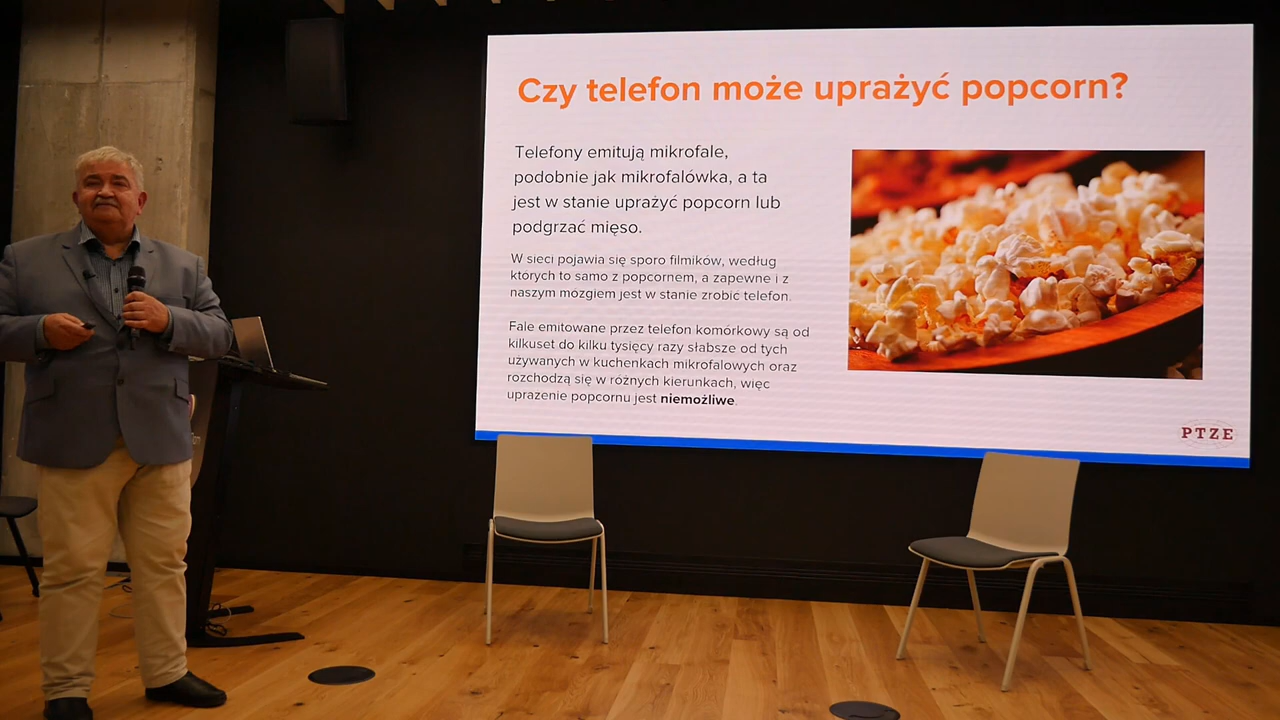 Czy telefon może uprażyć popcorn?
Telefony emitują mikrofale,
podobnie jak mikrofalówka, a ta
jest w stanie uprażyć popcorn lub
podgrzać mięso.
W sieci pojawia się sporo filmików, według
których to samo z popcornem, a zapewne i z
naszym mózgiem jest w stanie zrobić telefon.
Fale emitowane przez telefon komórkowy są od
kilkuset do kilku tysięcy razy słabsze od tych
używanych w kuchenkach mikrofalowych oraz
rozchodzą się w różnych kierunkach, więc
uprażenie popcornu jest niemożliwe.
PTZE